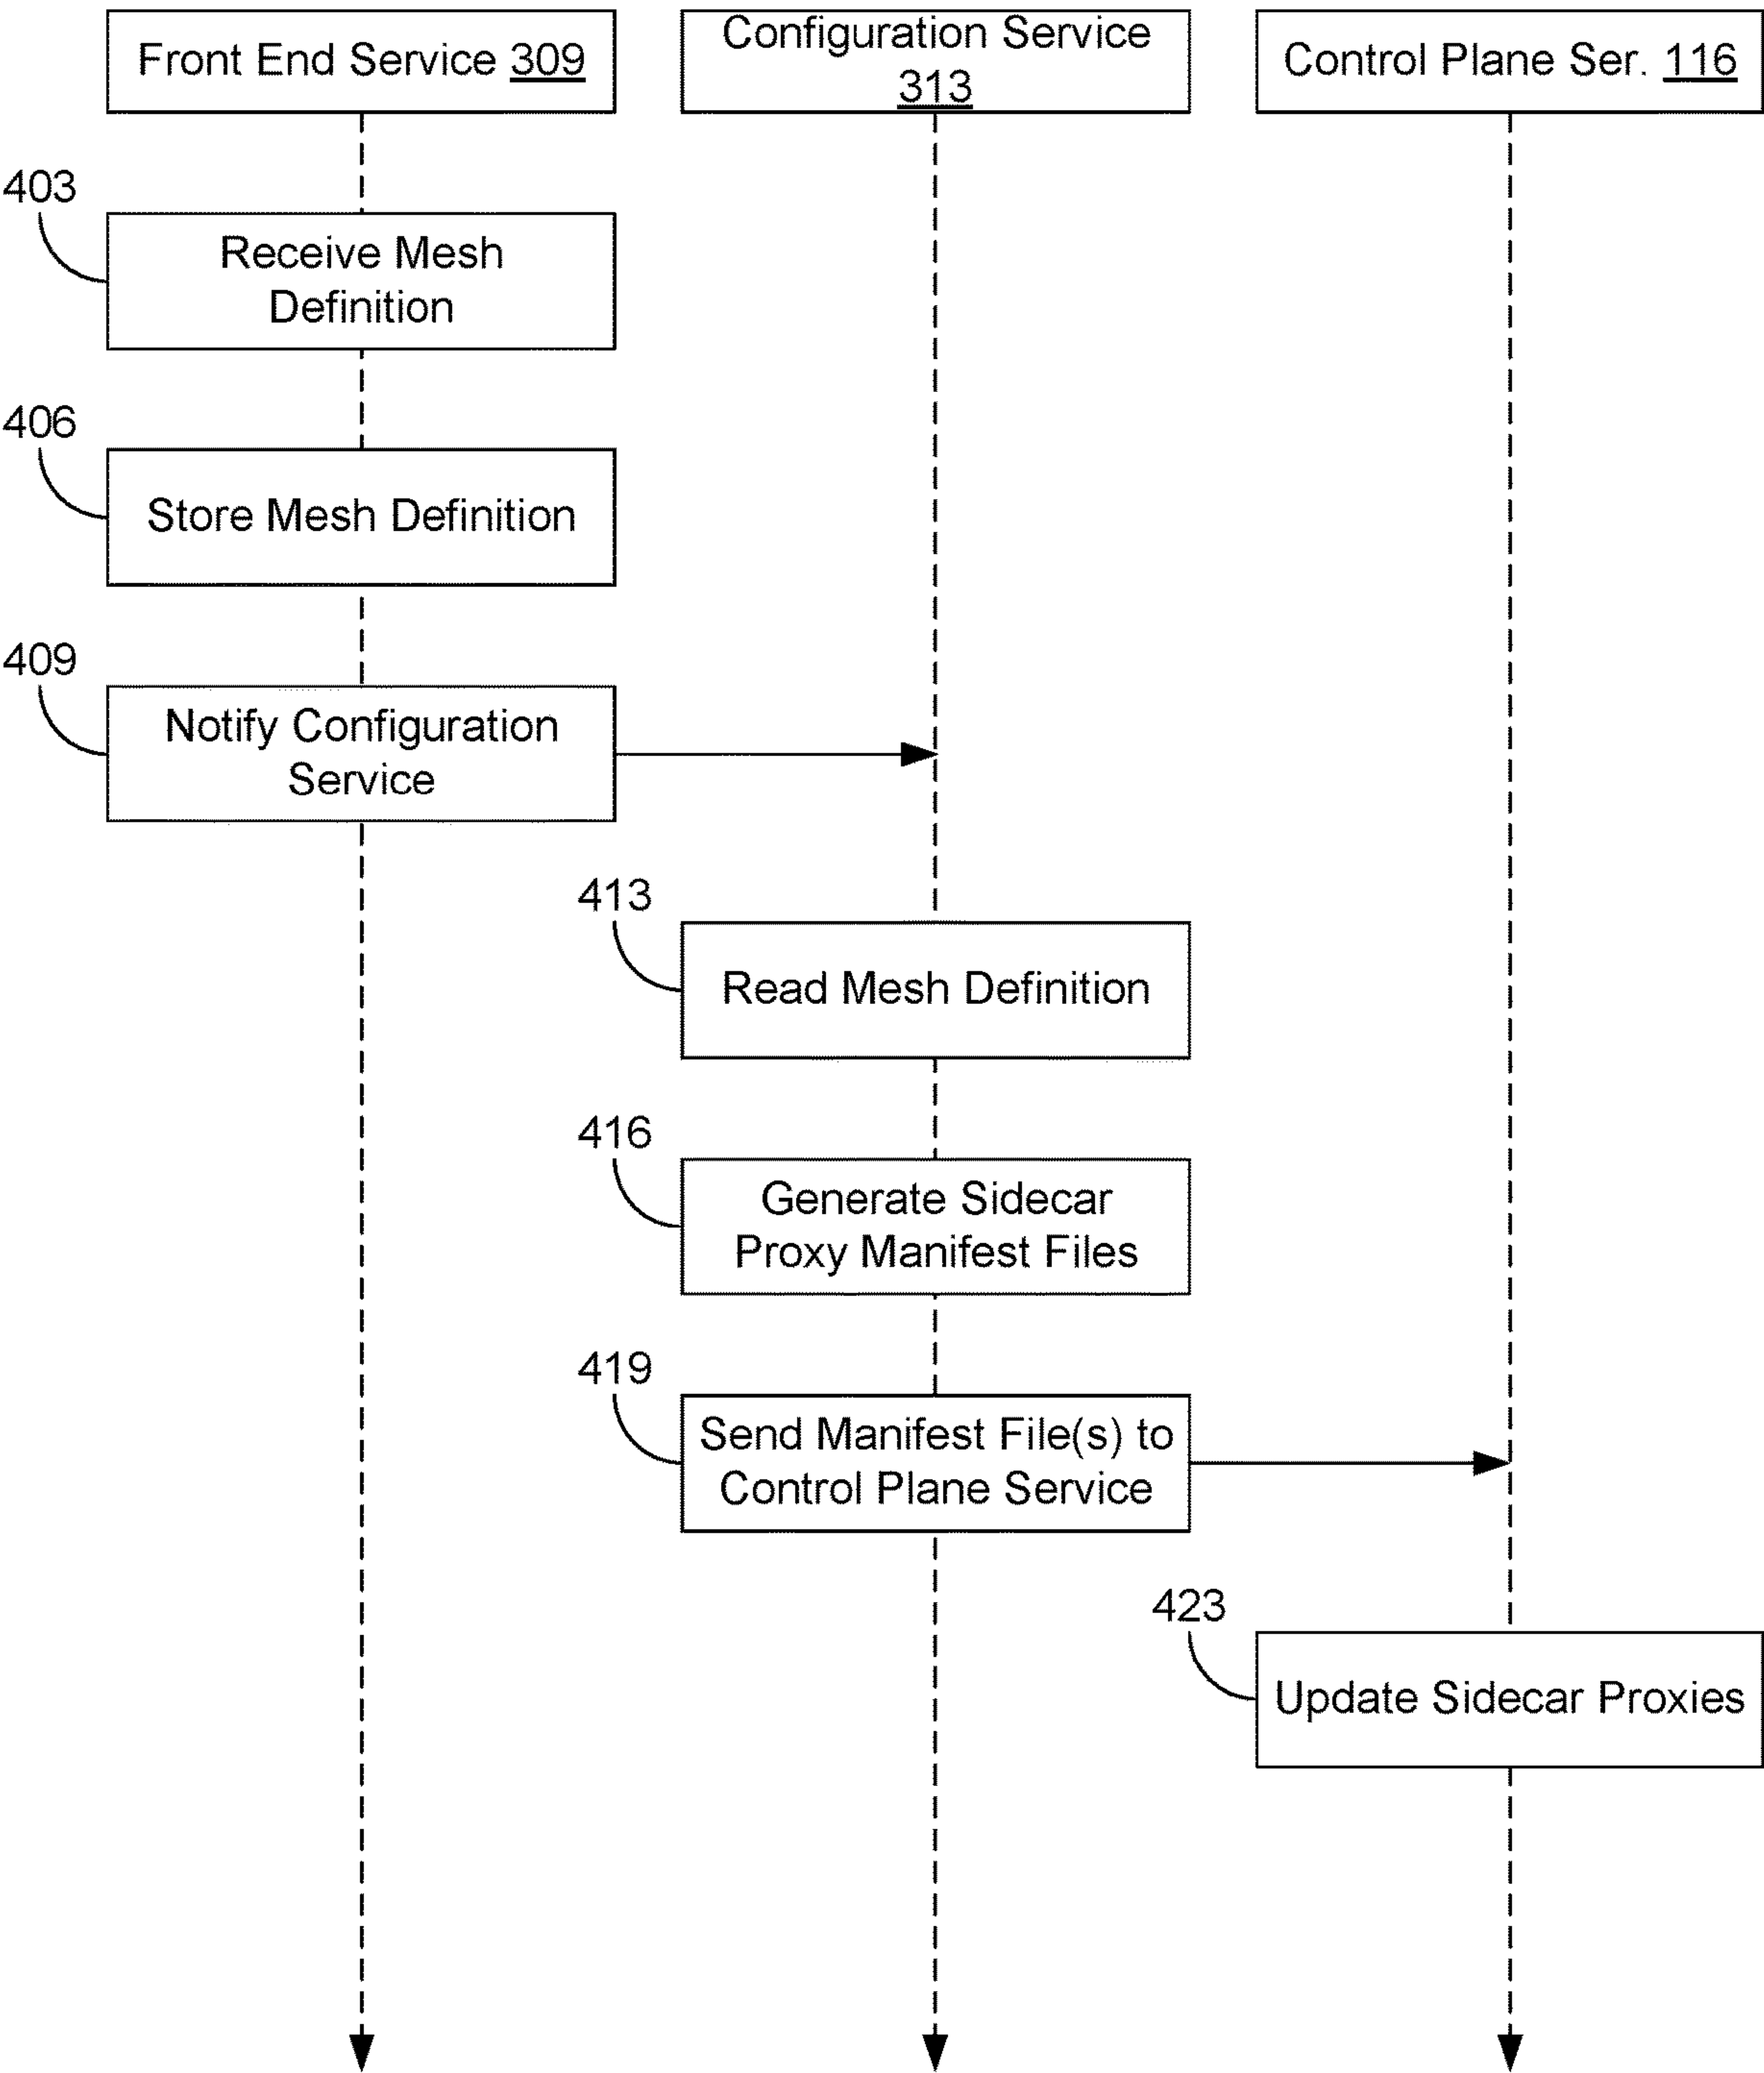 Front End Service 309
Configuration Service
313
Control Plane Ser. 116
403
Receive Mesh
Definition
406
Store Mesh Definition
409
Notify Configuration
Service
413
Read Mesh Definition
416
Generate Sidecar
Proxy Manifest Files
419
Send Manifest File(s) to
Control Plane Service
423
Update Sidecar Proxies